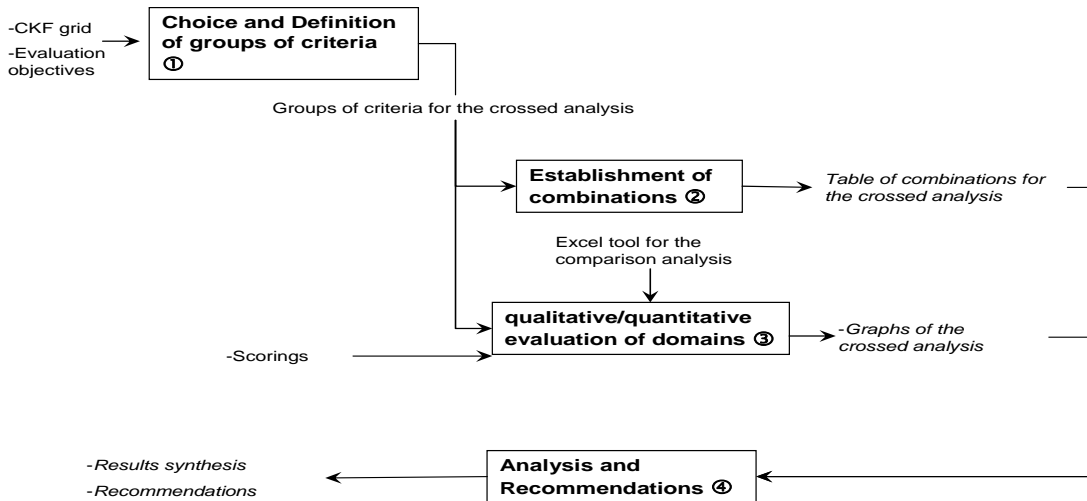 -CKF grid
-Evaluation
objectives
Choice and Definition
of groups of criteria
①
Groups of criteria for the crossed analysis
Establishment of
combinations ②
Table of combinations for
the crossed analysis
Excel tool for the
comparison analysis
qualitative/quantitative
evaluation of domains ③
-Graphs of the
crossed analysis
-Scorings
Analysis and
Recommendations ④
-Results synthesis
-Recommendations